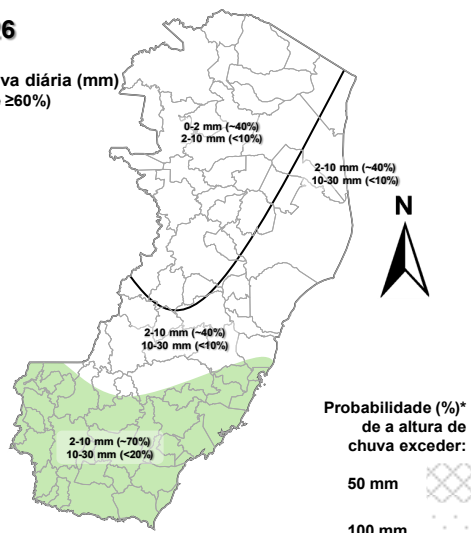 6
va diária (mm)
≥60%)
0-2 mm (~40%)
2-10 mm (<10%)
2-10 mm (~40%)
10-30 mm (<10%)
N
2-10 mm (~40%)
10-30 mm (<10%)
2-10 mm (~70%)
10-30 mm (<20%)
Probabilidade (%)*
de a altura de
chuva exceder:
50 mm
100 mm